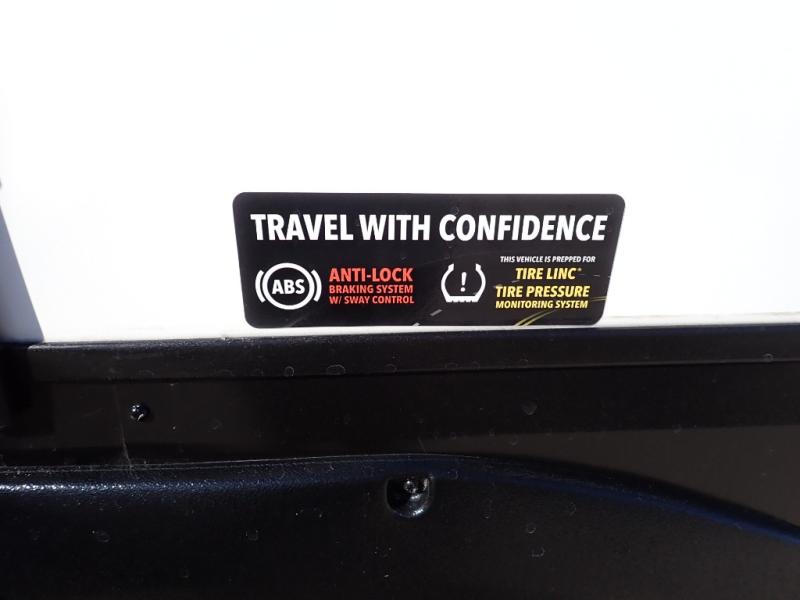 TRAVEL WITH CONFIDENCE
ABS
ANTI-LOCK
BRAKING SYSTEM
W/ SWAY CONTROL
!
THIS VEHICLE IS PREPPED FOR
TIRE LINC®
TIRE PRESSURE
MONITORING SYSTEM